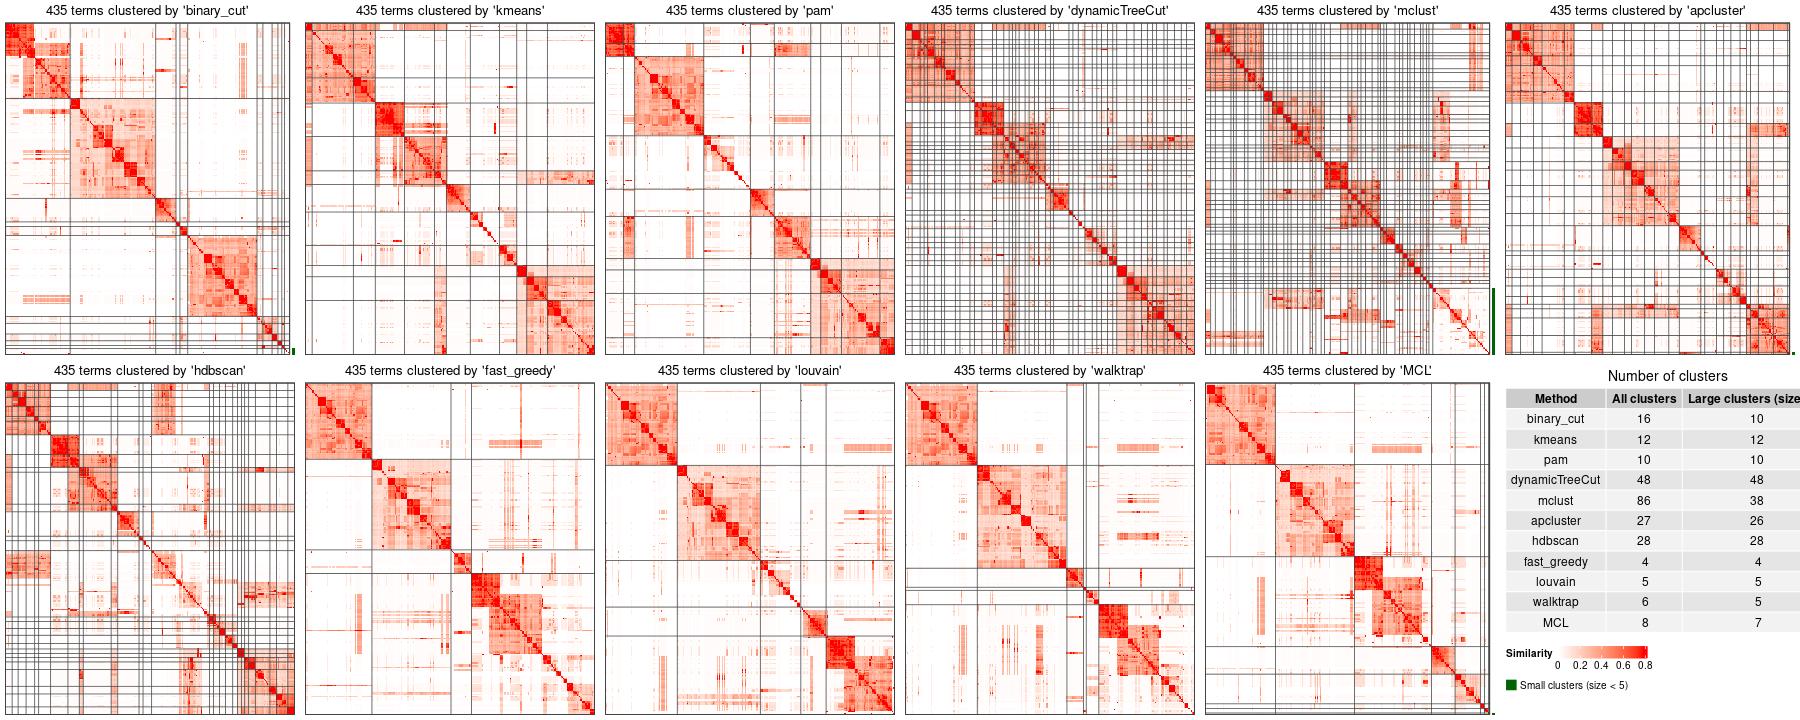 435 terms clustered by 'binary_cut'
435 terms clustered by 'kmeans'
435 terms clustered by 'pam'
435 terms clustered by 'dynamicTreeCut'
435 terms clustered by 'mclust'
435 terms clustered by 'apcluster'
435 terms clustered by 'hdbscan'
435 terms clustered by 'fast_greedy'
435 terms clustered by 'louvain'
435 terms clustered by 'walktrap'
435 terms clustered by 'MCL'
Number of clusters
Method All clusters Large clusters (size
binary_cut 16 10
kmeans 12 12
pam 10 10
dynamicTreeCut 48 48
mclust 86 38
apcluster 27 26
hdbscan 28 28
fast_greedy 4 4
louvain 5 5
walktrap 6 5
MCL 8 7
Similarity
0 0.2 0.4 0.6 0.8
Small clusters (size < 5)